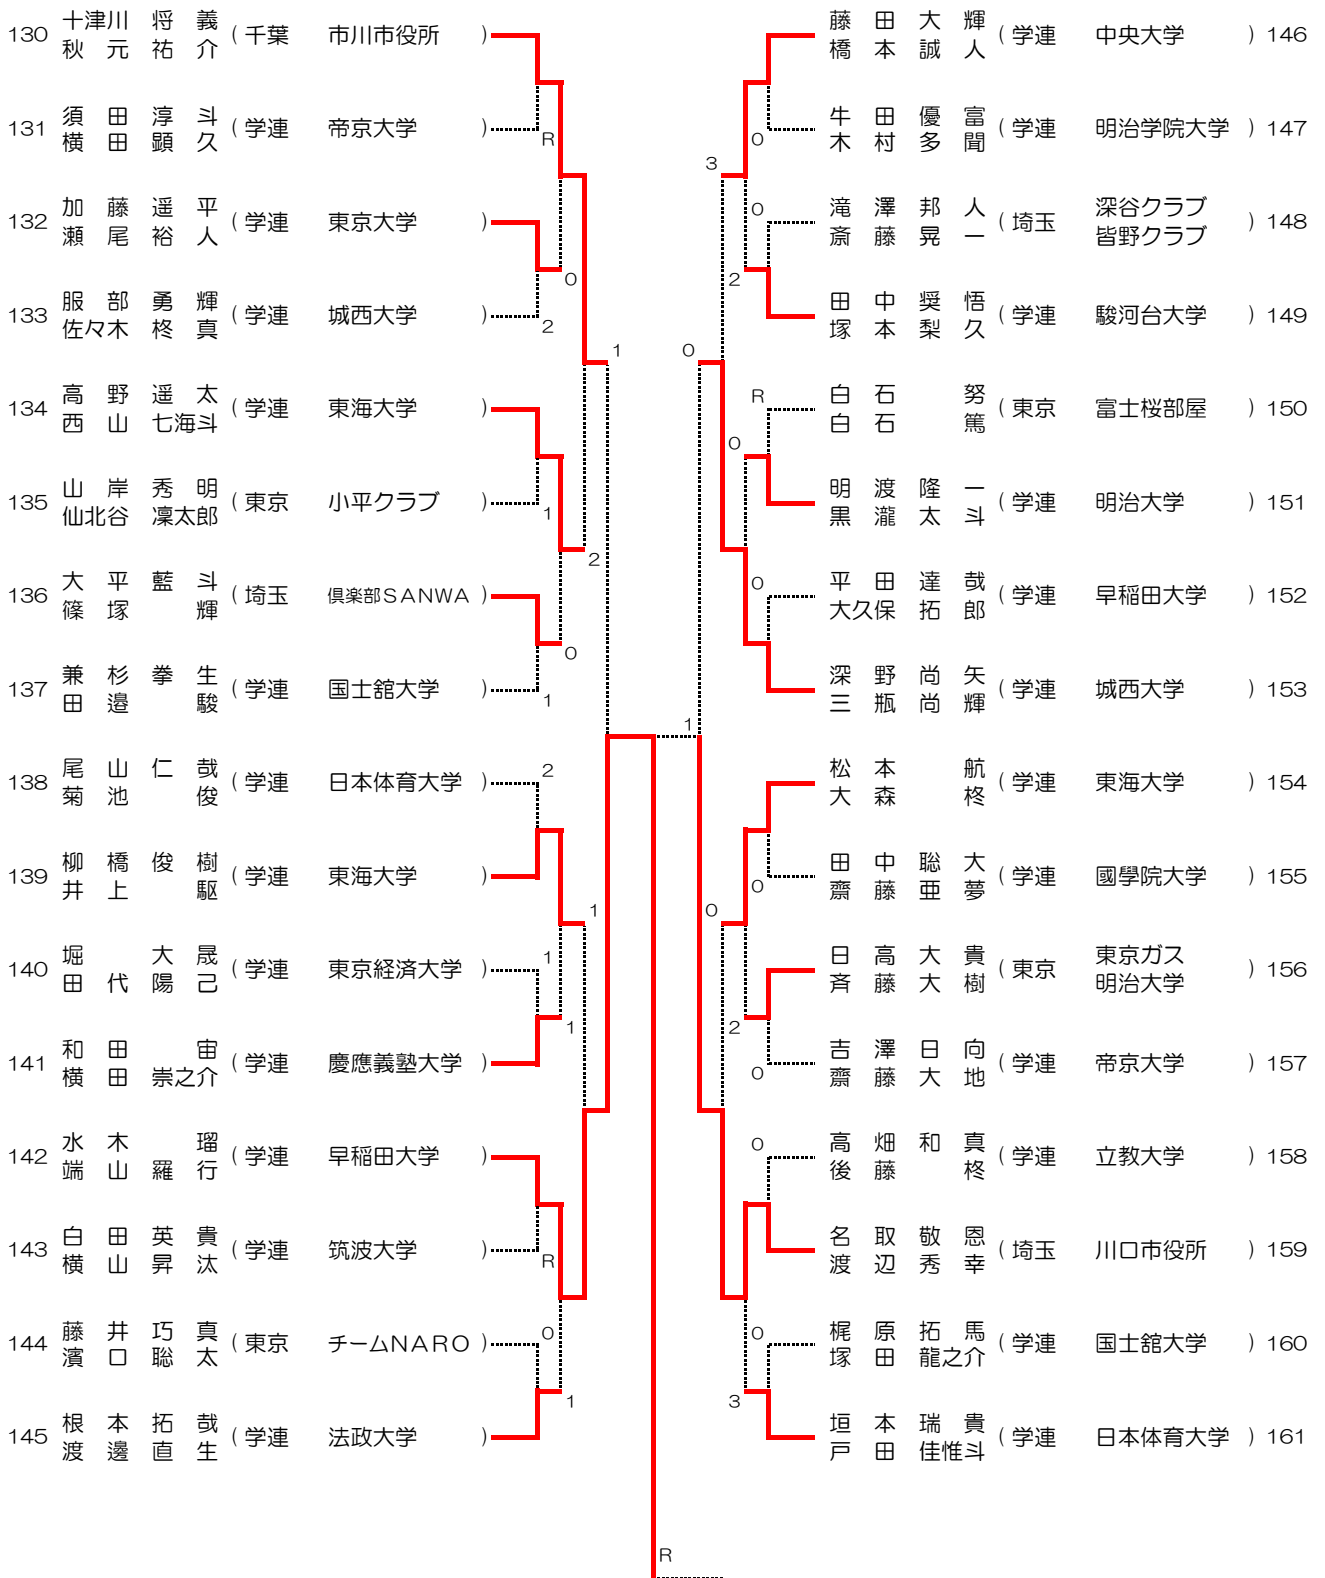 130 十津川 将 義 ( 千葉 市川市役所 )
秋 元 祐 介
131 須 田 淳 斗 ( 学連 帝京大学 )
横 田 顕 久
R
132 加 藤 遥 平 ( 学連 東京大学 )
瀬 尾 裕 人
0
133 服 部 勇 輝 ( 学連 城西大学 )
佐々木 柊 真
2
1
134 高 野 遥 太 ( 学連 東海大学 )
西 山 七海斗
135 山 岸 秀 明 ( 東京 小平クラブ )
仙北谷 凜太郎
1
2
136 大 平 藍 斗 ( 埼玉 倶楽部SANWA )
篠 塚 輝
0
137 兼 杉 拳 生 ( 学連 国士舘大学 )
田 邉 駿
1
138 尾 山 仁 哉 ( 学連 日本体育大学 )
菊 池 俊
2
139 柳 橋 俊 樹 ( 学連 東海大学 )
井 上 駆
1
140 堀 大 晟 ( 学連 東京経済大学 )
田 代 陽 己
1
1
141 和 田 宙 ( 学連 慶應義塾大学 )
横 田 崇之介
142 水 木 瑠 ( 学連 早稲田大学 )
端 山 羅 行
143 白 田 英 貴 ( 学連 筑波大学 )
横 山 昇 汰
R
144 藤 井 巧 真 ( 東京 チームNARO )
濱 口 聡 太
0
1
145 根 本 拓 哉 ( 学連 法政大学 )
渡 邊 直 生
藤 田 大 輝 ( 学連 中央大学 ) 146
橋 本 誠 人
牛 田 優 富 ( 学連 明治学院大学 ) 147
木 村 多 聞
0
3
滝 澤 邦 人 ( 埼玉 深谷クラブ ) 148
斎 藤 晃 一 皆野クラブ
0
2
田 中 奨 悟 ( 学連 駿河台大学 ) 149
塚 本 梨 久
0
白 石 努 ( 東京 富士桜部屋 ) 150
白 石 篤
R
0
明 渡 隆 一 ( 学連 明治大学 ) 151
黒 瀧 太 斗
平 田 達 哉 ( 学連 早稲田大学 ) 152
大久保 拓 郎
0
深 野 尚 矢 ( 学連 城西大学 ) 153
三 瓶 尚 輝
1
松 本 航 ( 学連 東海大学 ) 154
大 森 柊
田 中 聡 大 ( 学連 國學院大学 ) 155
齋 藤 亜 夢
0
0
日 高 大 貴 ( 東京 東京ガス ) 156
斉 藤 大 樹 明治大学
2
吉 澤 日 向 ( 学連 帝京大学 ) 157
齋 藤 大 地
0
高 畑 和 真 ( 学連 立教大学 ) 158
後 藤 柊
0
名 取 敬 恩 ( 埼玉 川口市役所 ) 159
渡 辺 秀 幸
梶 原 拓 馬 ( 学連 国士舘大学 ) 160
塚 田 龍之介
0
3
垣 本 瑞 貴 ( 学連 日本体育大学 ) 161
戸 田 佳惟斗
R